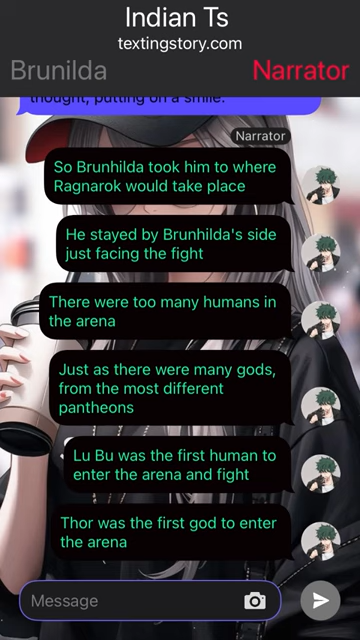 Indian Ts
textingstory.com
Brunilda
Narrator
thought, putting on a smile.
Narrator
So Brunhilda took him to where
Ragnarok would take place
He stayed by Brunhilda's side
just facing the fight
There were too many humans in
the arena
Just as there were many gods,
from the most different
pantheons
Lu Bu was the first human to
enter the arena and fight
Thor was the first god to enter
the arena
Message